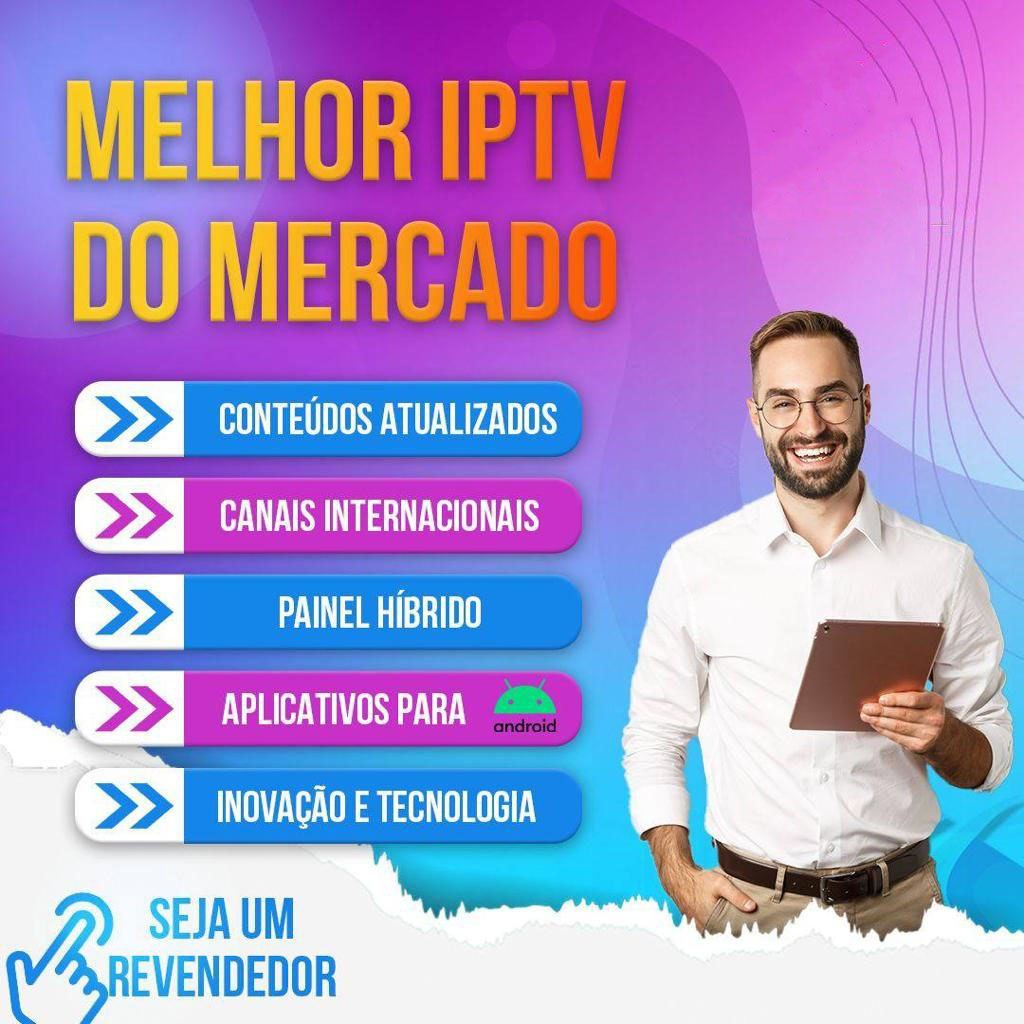 MELHOR IPTV
DO MERCADO
CONTEÚDOS ATUALIZADOS
CANAIS INTERNACIONAIS
PAINEL HÍBRIDO
APLICATIVOS PARA android
INOVAÇÃO E TECNOLOGIA
SEJA UM
REVENDEDOR